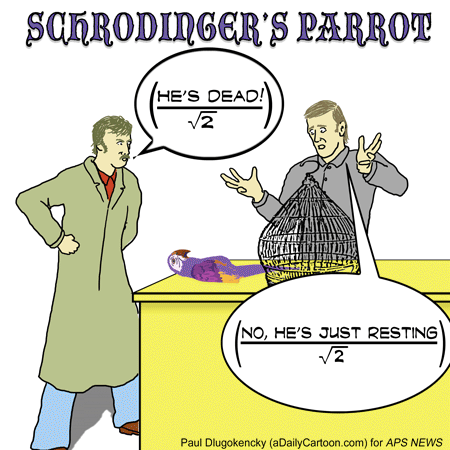 SCHRODINGER'S PARROT
(HE'S DEAD!
√2)
(NO, HE'S JUST RESTING
√2)
Paul Dlugokencky (aDailyCartoon.com) for APS NEWS